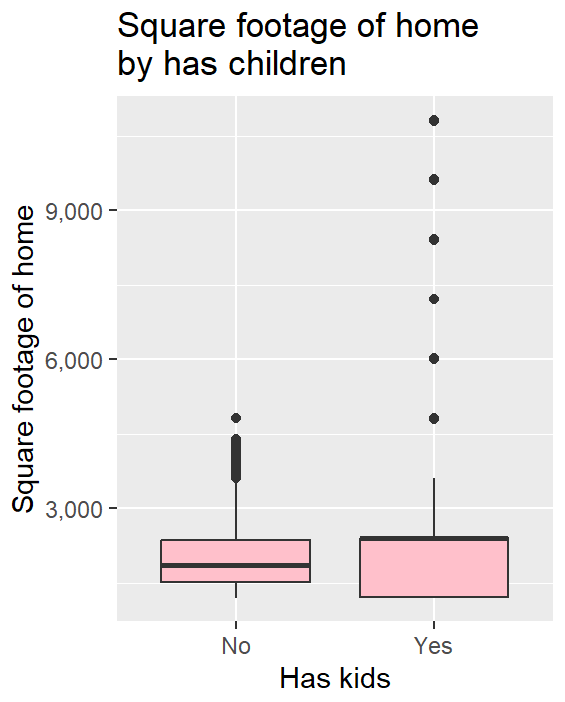 Square footage of home
by has children
Square footage of home
9,000
6,000
3,000
No
Yes
Has kids